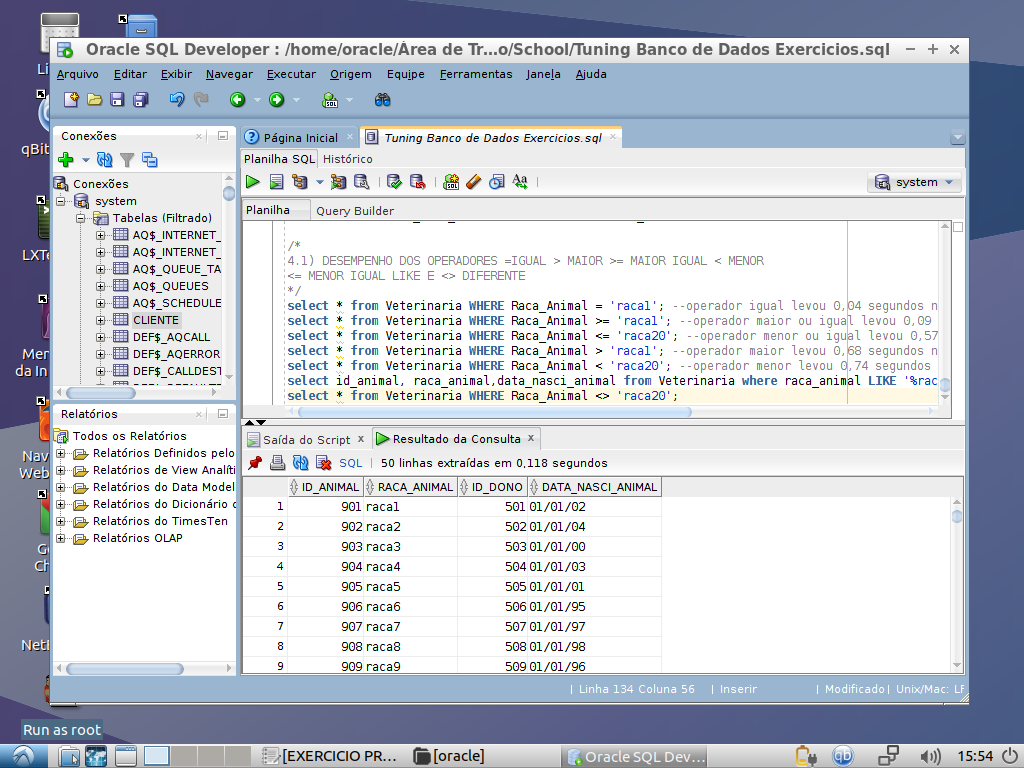 Oracle SQL Developer : /home/oracle/Área de Tr...o/School/Tuning Banco de Dados Exercicios.sql
Arquivo Editar Exibir Navegar Executar Origem Equipe Ferramentas Janela Ajuda
Conexões
Conexões
system
Tabelas (Filtrado)
AQ$_INTERNET_
AQ$_INTERNET_
AQ$_QUEUE_TA
AQ$_QUEUES
AQ$_SCHEDULE
CLIENTE
DEF$_AQCALL
DEF$_AQERROR
DEF$_CALLDEST
Relatórios
Todos os Relatórios
Relatórios Definidos pelo
Relatórios de View Analíti
Relatórios do Data Model
Relatórios do Dicionário d
Relatórios do TimesTen
Relatórios OLAP
Página Inicial
Tuning Banco de Dados Exercicios.sql
Planilha SQL Histórico
system
Planilha Query Builder
/*
4.1) DESEMPENHO DOS OPERADORES =IGUAL > MAIOR >= MAIOR IGUAL < MENOR
<= MENOR IGUAL LIKE E <> DIFERENTE
*/
select * from Veterinaria WHERE Raca_Animal = 'raca1'; --operador igual levou 0,04 segundos n
select * from Veterinaria WHERE Raca_Animal >= 'raca1'; --operador maior ou igual levou 0,09
select * from Veterinaria WHERE Raca_Animal <= 'raca20'; --operador menor ou igual levou 0,57
select * from Veterinaria WHERE Raca_Animal > 'raca1'; --operador maior levou 0,68 segundos n
select * from Veterinaria WHERE Raca_Animal < 'raca20'; --operador menor levou 0,74 segundos
select id_animal, raca_animal,data_nasci_animal from Veterinaria where raca_animal LIKE '%rac
select * from Veterinaria WHERE Raca_Animal <> 'raca20';
Saída do Script x Resultado da Consulta x
SQL | 50 linhas extraídas em 0,118 segundos
ID_ANIMAL RACA_ANIMAL ID_DONO DATA_NASCI_ANIMAL
1 901 raca1 501 01/01/02
2 902 raca2 502 01/01/04
3 903 raca3 503 01/01/00
4 904 raca4 504 01/01/03
5 905 raca5 505 01/01/01
6 906 raca6 506 01/01/95
7 907 raca7 507 01/01/97
8 908 raca8 508 01/01/98
9 909 raca9 509 01/01/96
| Linha 134 Coluna 56 | Inserir | Modificado | Unix/Mac: LF
Li
qBit
LXTe
Men
da In
Nav
Web
Go
Ch
Net
Run as root
[EXERCICIO PR... [oracle] Oracle SQL Dev... qb 15:54